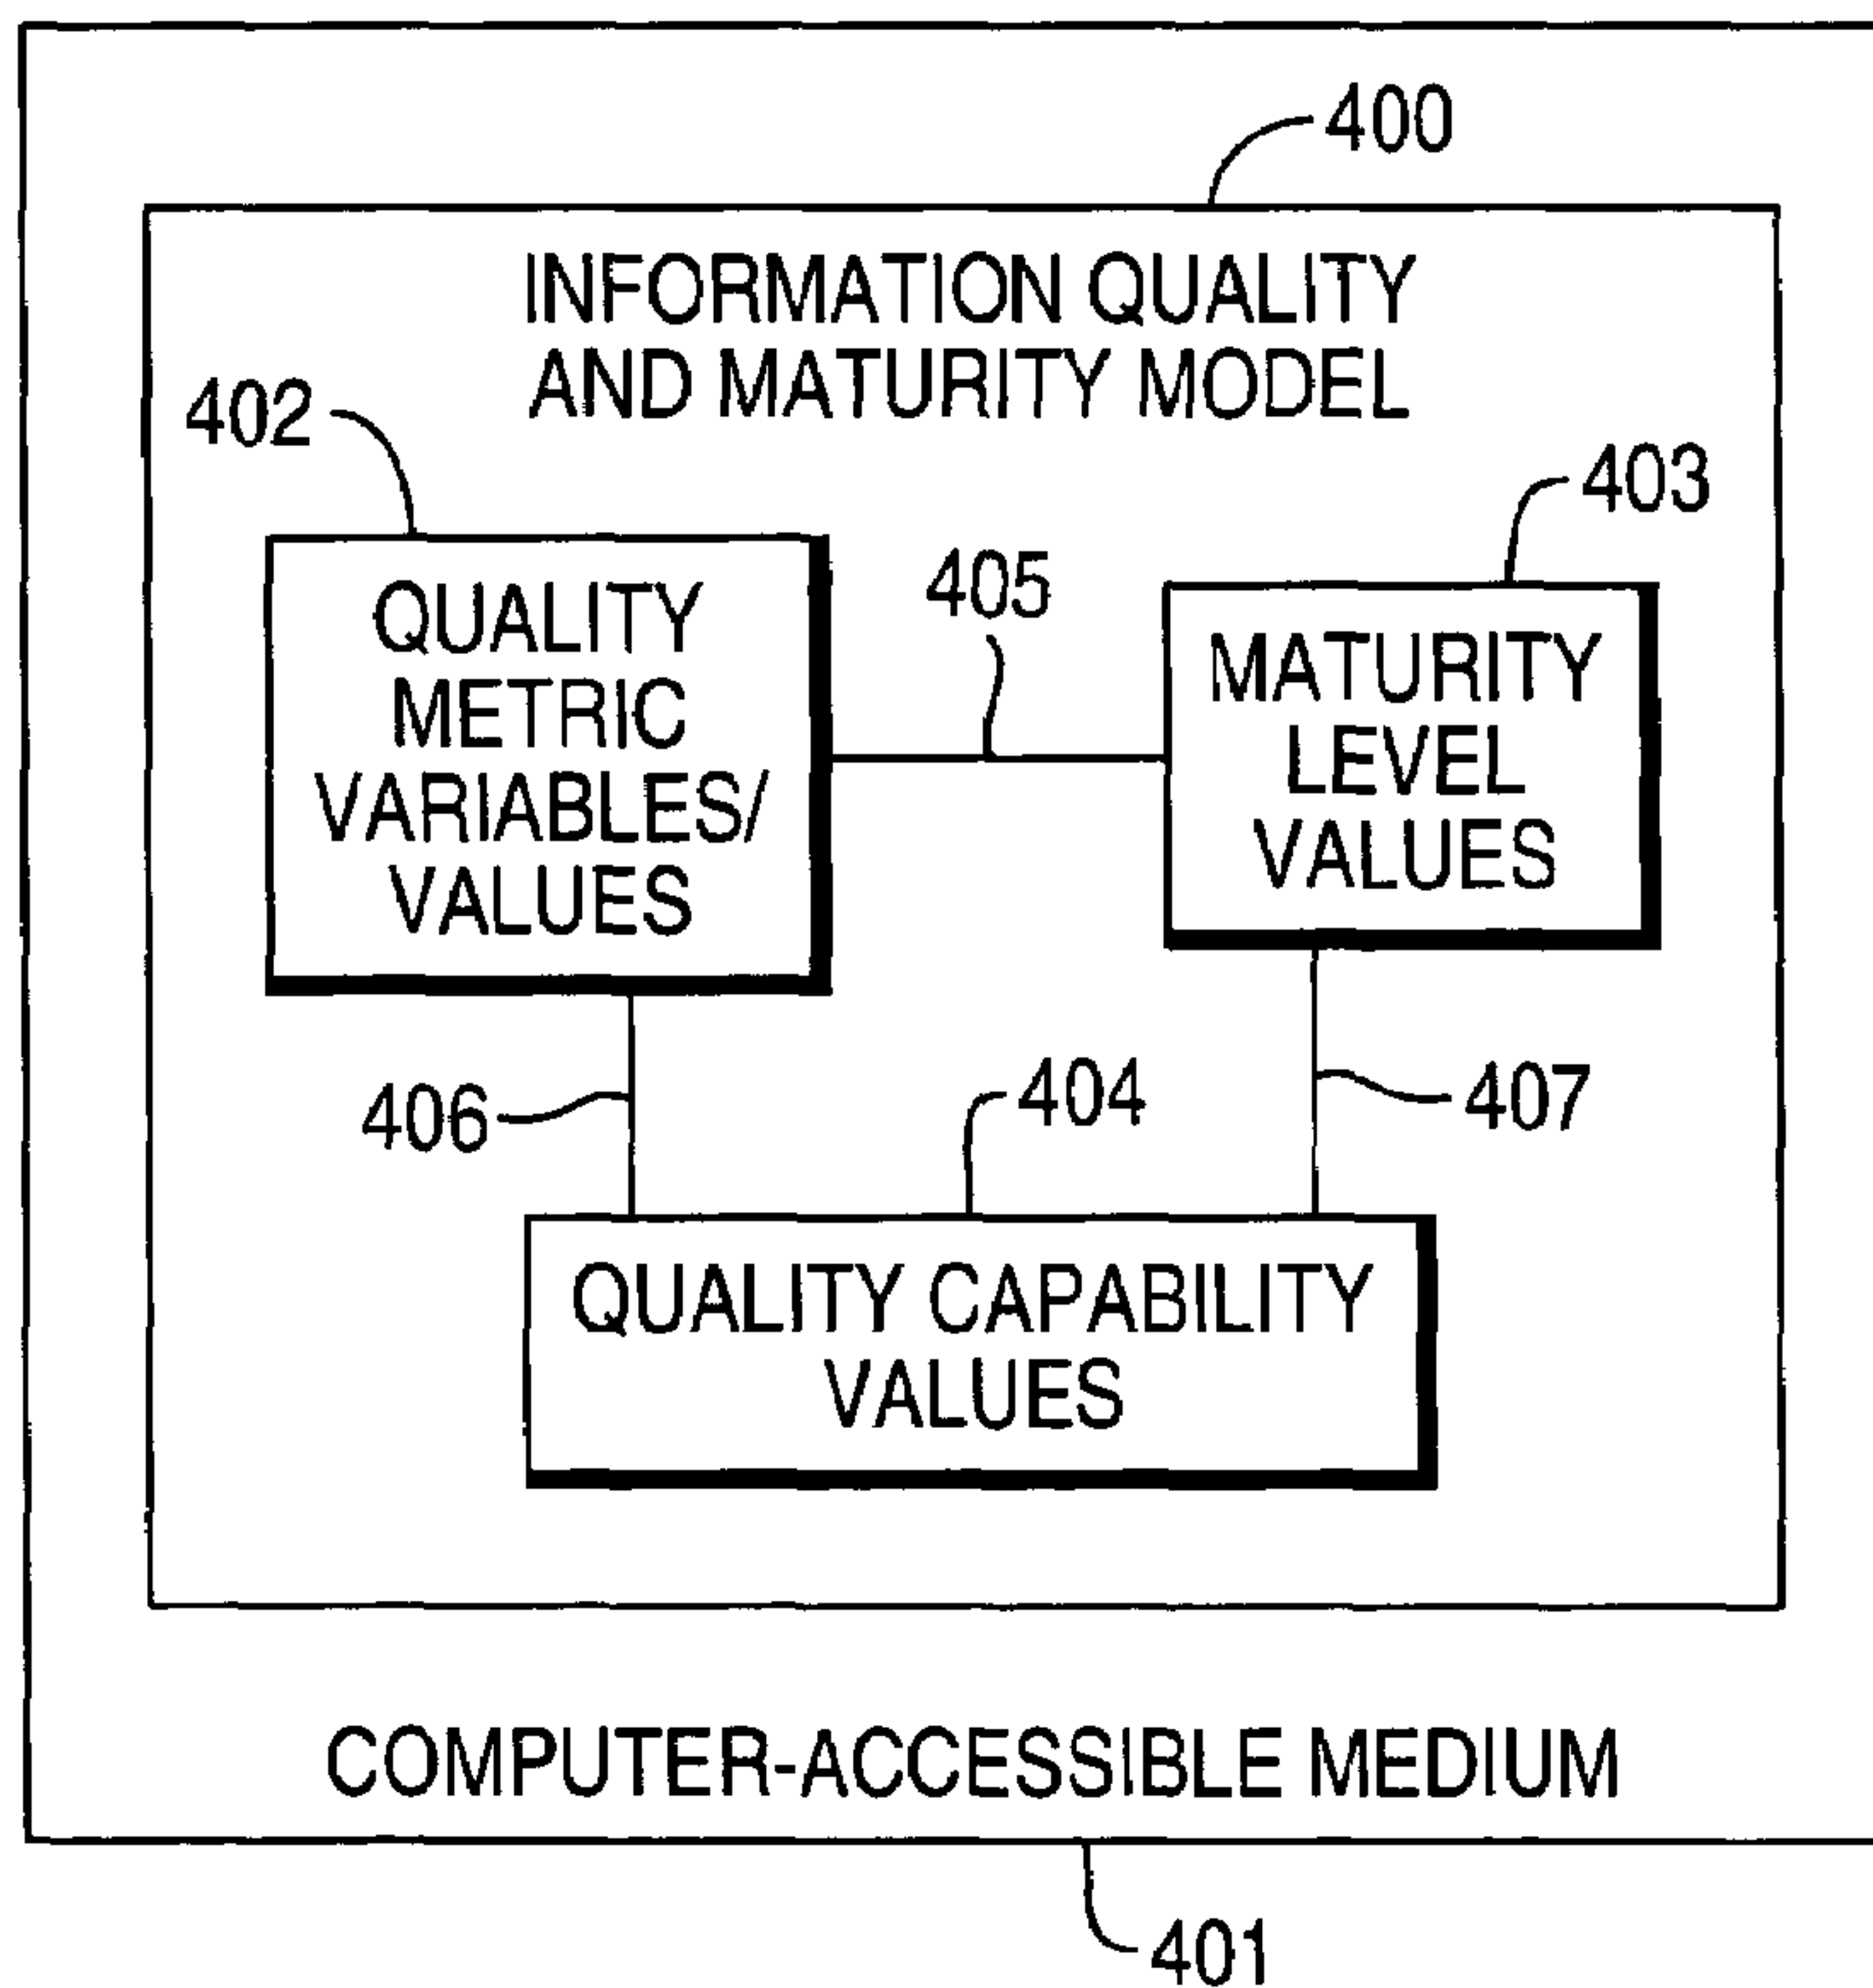 400
INFORMATION QUALITY
AND MATURITY MODEL
402
403
QUALITY
METRIC
VARIABLES/
VALUES
405
MATURITY
LEVEL
VALUES
406
404
407
QUALITY CAPABILITY
VALUES
COMPUTER-ACCESSIBLE MEDIUM
401